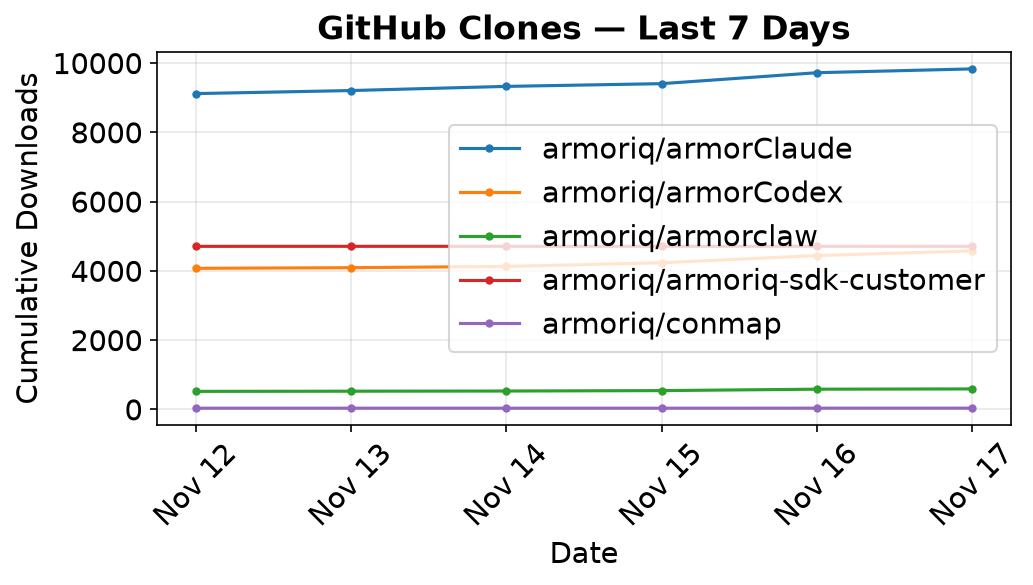 GitHub Clones — Last 7 Days
Cumulative Downloads
10000
8000
6000
4000
2000
0
armoriq/armorClaude
armoriq/armorCodex
armoriq/armorclaw
armoriq/armoriq-sdk-customer
armoriq/conmap
Nov 12
Nov 13
Nov 14
Nov 15
Nov 16
Nov 17
Date